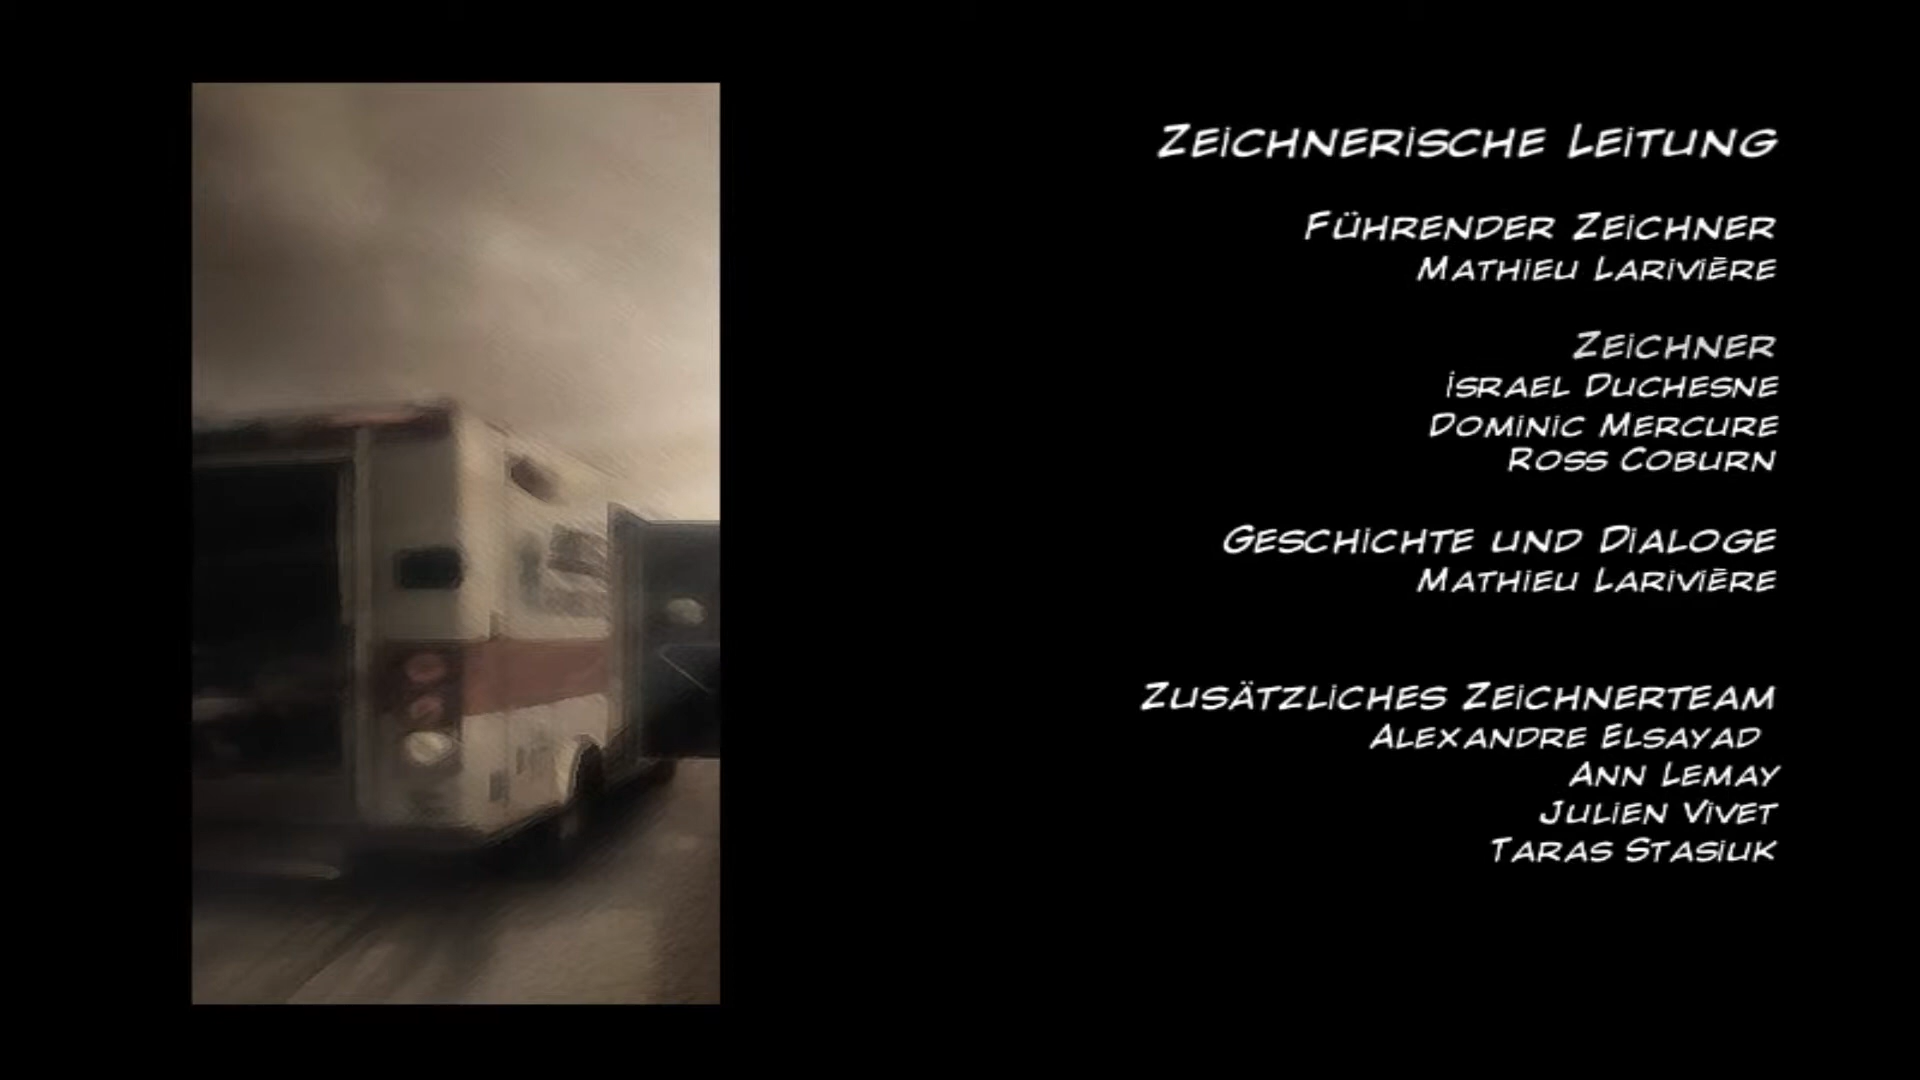 Zeichnerische Leitung
Führender Zeichner
Mathieu Larivière
Zeichner
Israel Duchesne
Dominic Mercure
Ross Coburn
Geschichte und Dialoge
Mathieu Larivière
Zusätzliches Zeichnerteam
Alexandre Elsayad
Ann Lemay
Julien Vivet
Taras Stasiuk